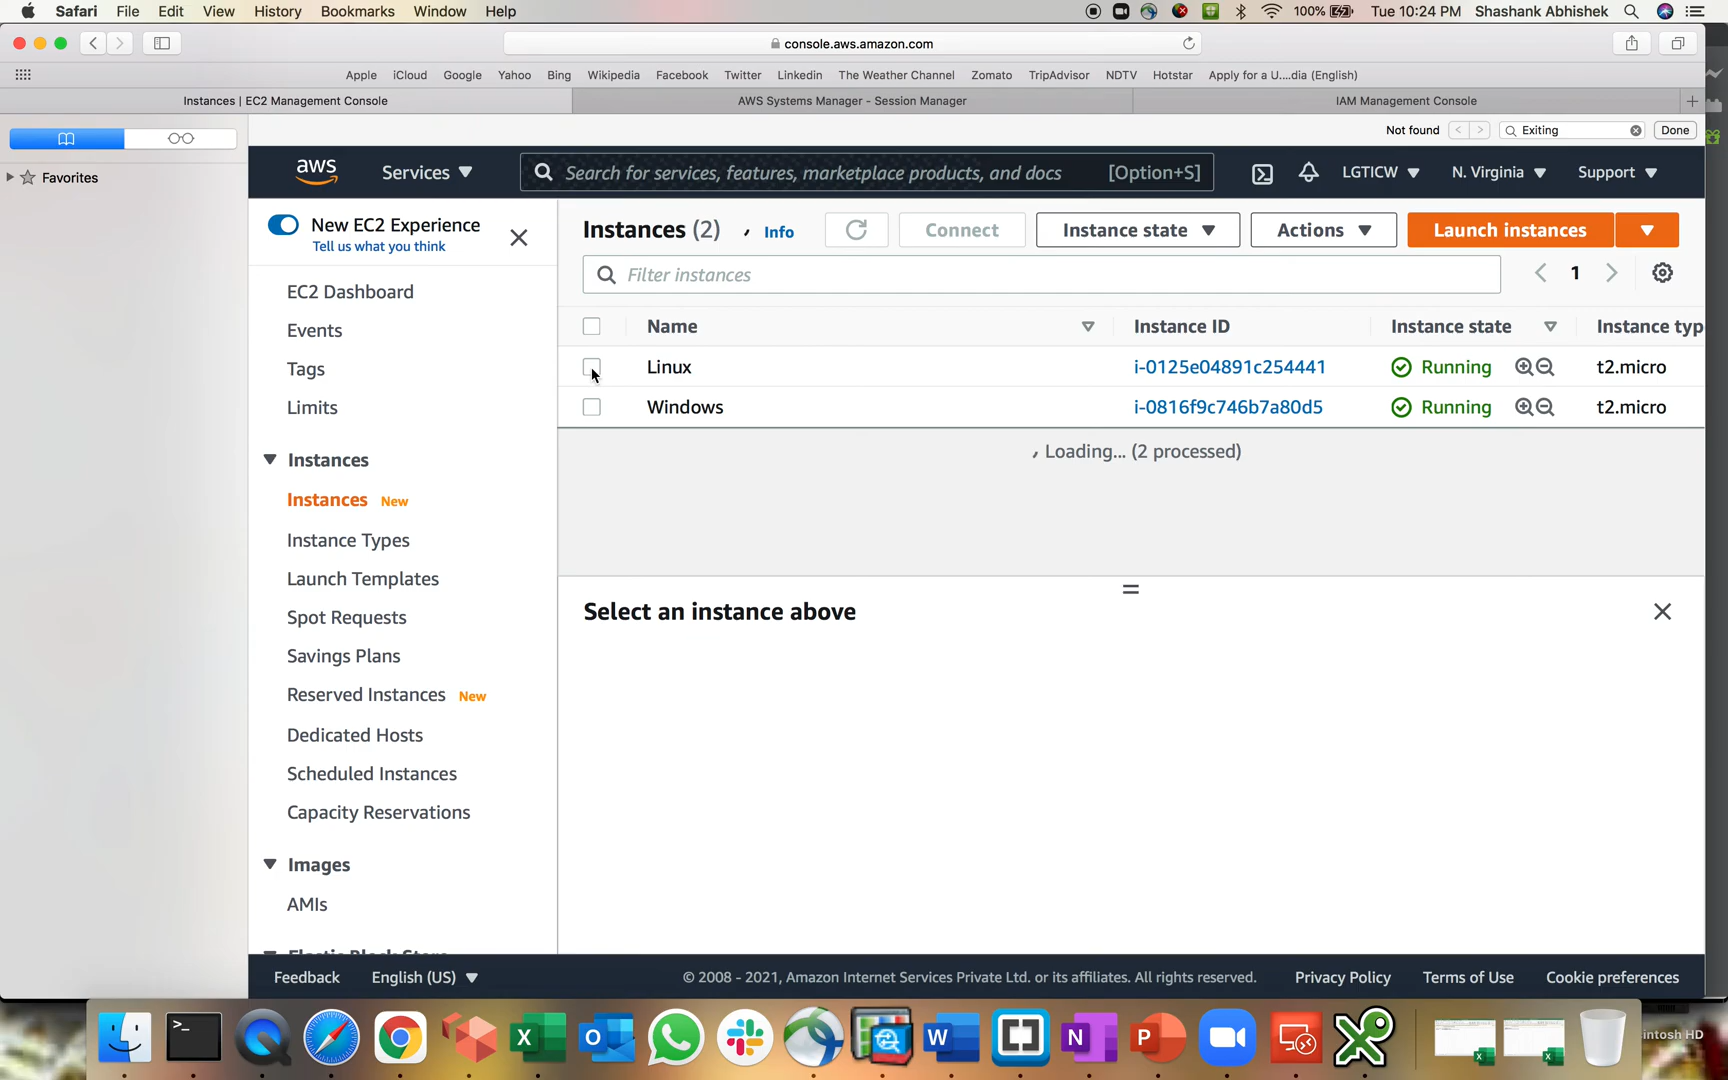 Safari File Edit View History Bookmarks Window Help
100% Tue 10:24 PM Shashank Abhishek
console.aws.amazon.com
Apple iCloud Google Yahoo Bing Wikipedia Facebook Twitter Linkedin The Weather Channel Zomato TripAdvisor NDTV Hotstar Apply for a U....dia (English)
Instances | EC2 Management Console
AWS Systems Manager - Session Manager
IAM Management Console
Not found Exiting Done
Favorites
aws Services Search for services, features, marketplace products, and docs [Option+S] LGTICW N. Virginia Support
New EC2 Experience
Tell us what you think
EC2 Dashboard
Events
Tags
Limits
Instances
Instances New
Instance Types
Launch Templates
Spot Requests
Savings Plans
Reserved Instances New
Dedicated Hosts
Scheduled Instances
Capacity Reservations
Images
AMIs
Elastic Block Store
Instances (2) Info Connect Instance state Actions Launch instances
Filter instances 1
Name Instance ID Instance state Instance typ
Linux i-0125e04891c254441 Running t2.micro
Windows i-0816f9c746b7a80d5 Running t2.micro
Loading... (2 processed)
Select an instance above
Feedback English (US) © 2008 - 2021, Amazon Internet Services Private Ltd. or its affiliates. All rights reserved. Privacy Policy Terms of Use Cookie preferences
intosh HD